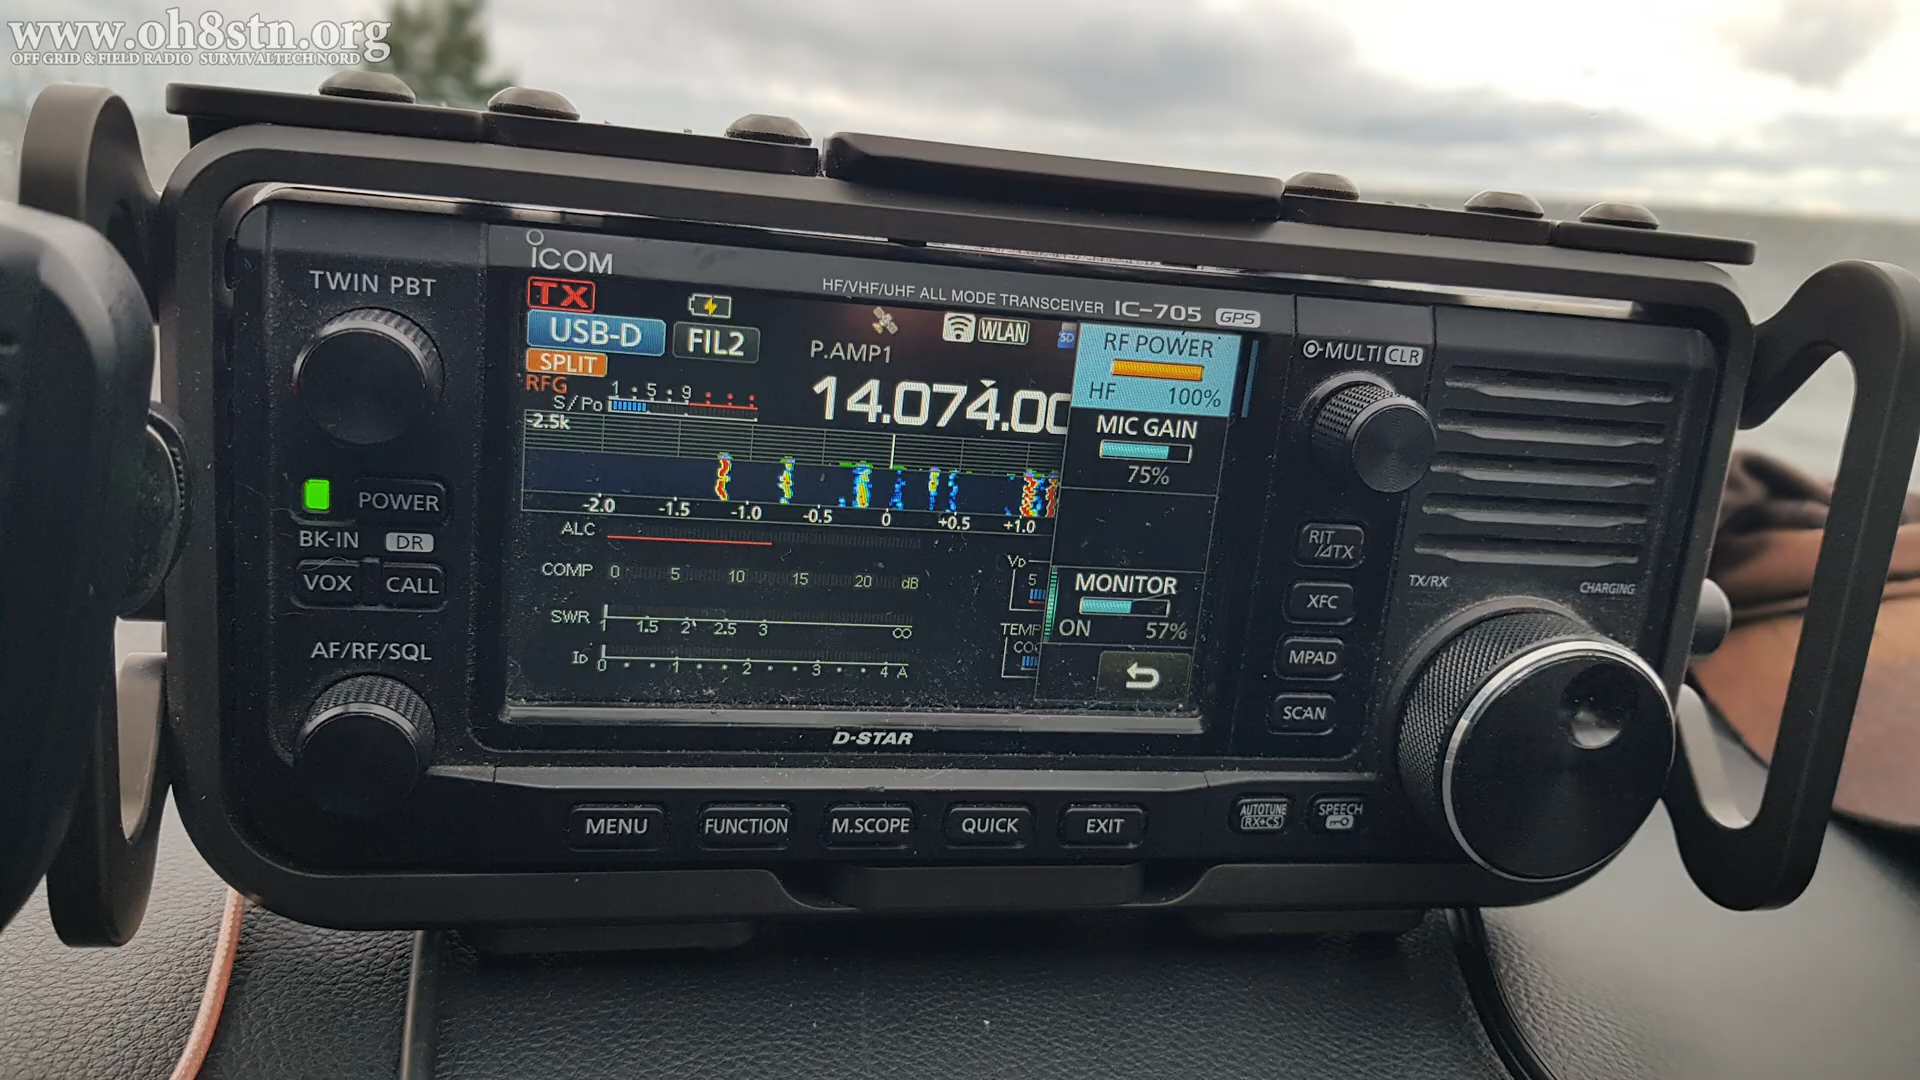 www.oh8stn.org
OFF GRID & FIELD RADIO SURVIVALTECH NORD
ICOM
HF/VHF/UHF ALL MODE TRANSCEIVER IC-705 GPS
TWIN PBT
TX
USB-D FIL2
SPLIT
RFG
P.AMP1
WLAN
SD
1 5 9
S/Po
14.074.00
-2.5k
-2.0 -1.5 -1.0 -0.5 0 +0.5 +1.0
ALC
COMP 0 5 10 15 20 dB
SWR 1 1.5 2 2.5 3 ∞
ID 0 1 2 3 4 A
VD
5
TEMP
RF POWER
HF 100%
MIC GAIN
75%
MONITOR
ON 57%
D-STAR
POWER
BK-IN DR
VOX CALL
AF/RF/SQL
MULTI CLR
RIT
/⊿TX
XFC
MPAD
SCAN
TX/RX
CHARGING
MENU FUNCTION M.SCOPE QUICK EXIT
AUTOTUNE
RX→CS
SPEECH